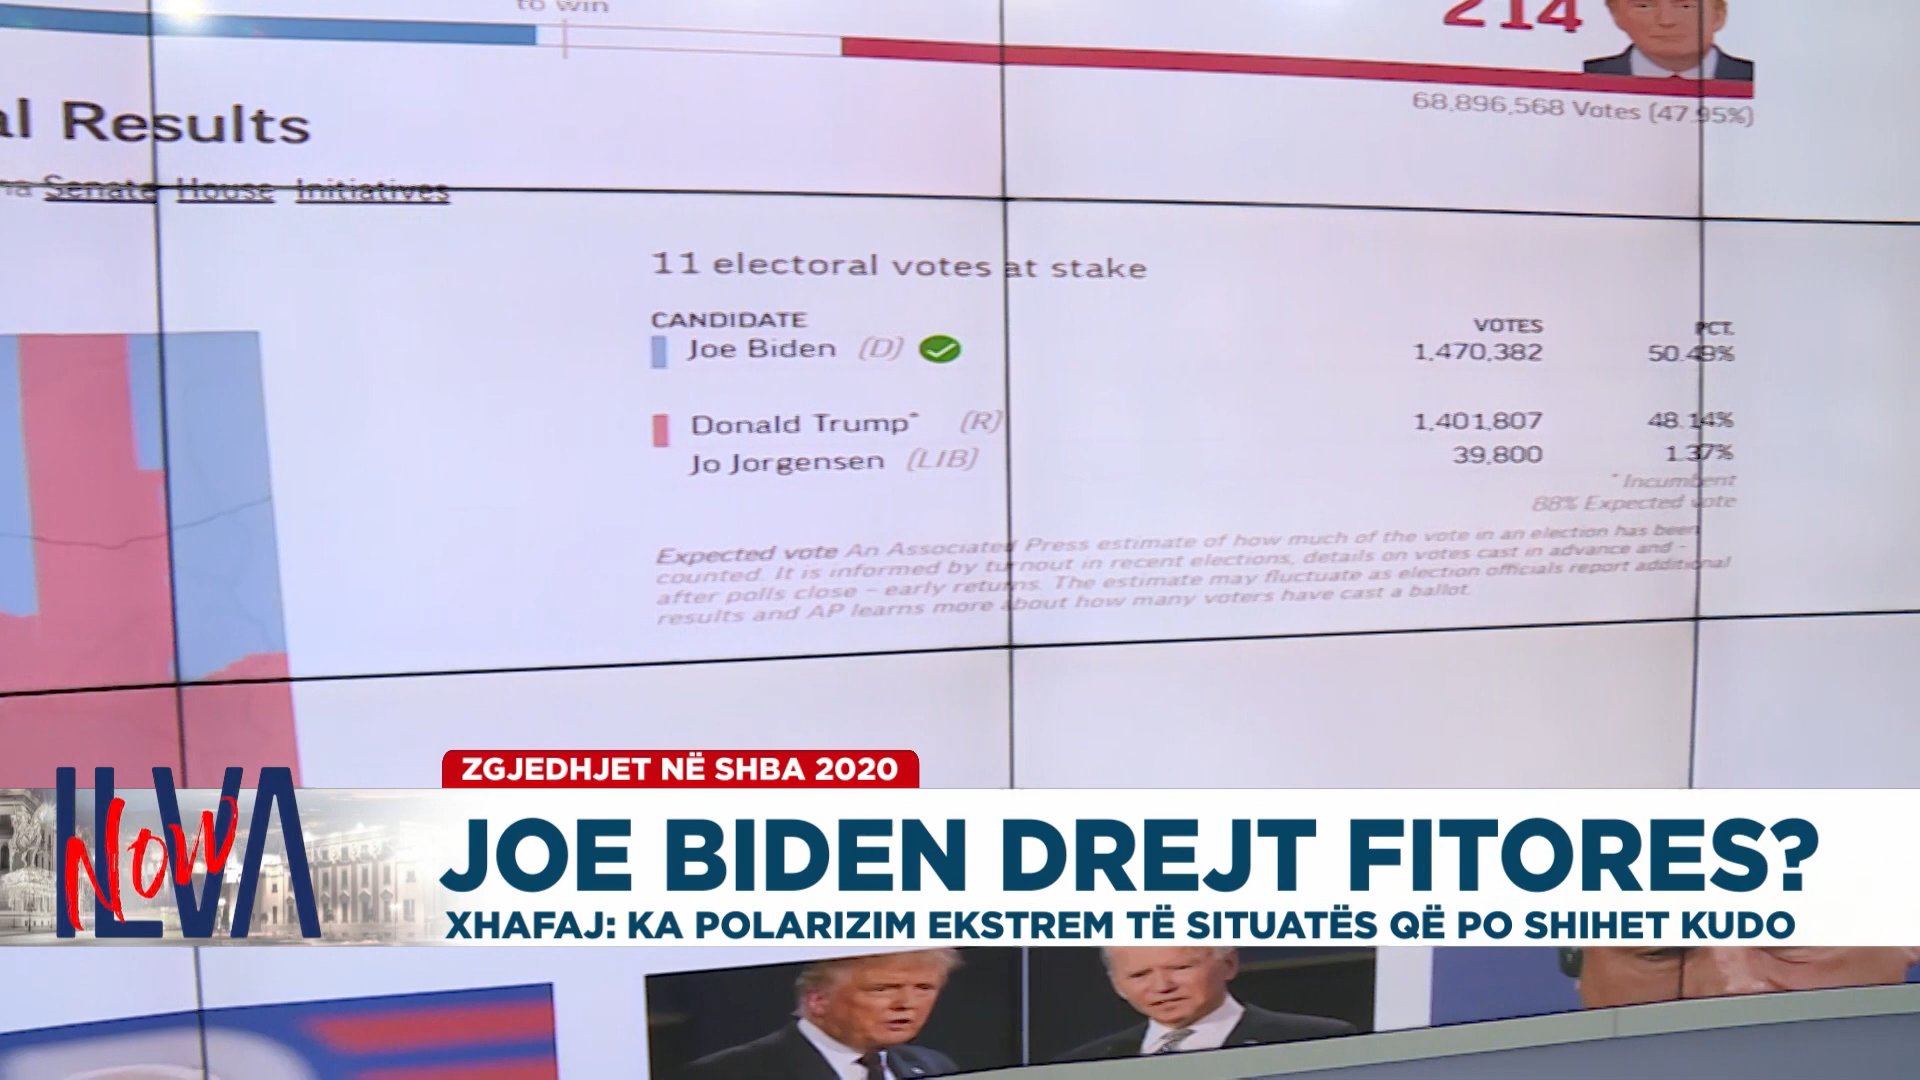 to win
214
68,896,568 Votes (47.95%)
al Results
na Senate House Initiatives
11 electoral votes at stake
CANDIDATE VOTES PCT.
Joe Biden (D) 1,470,382 50.49%
Donald Trump* (R) 1,401,807 48.14%
Jo Jorgensen (LIB) 39,800 1.37%
* Incumbent
88% Expected vote
Expected vote An Associated Press estimate of how much of the vote in an election has been
counted. It is informed by turnout in recent elections, details on votes cast in advance and -
after polls close - early returns. The estimate may fluctuate as election officials report additional
results and AP learns more about how many voters have cast a ballot.
ZGJEDHJET NË SHBA 2020
ILVA
Now
JOE BIDEN DREJT FITORES?
XHAFAJ: KA POLARIZIM EKSTREM TË SITUATËS QË PO SHIHET KUDO